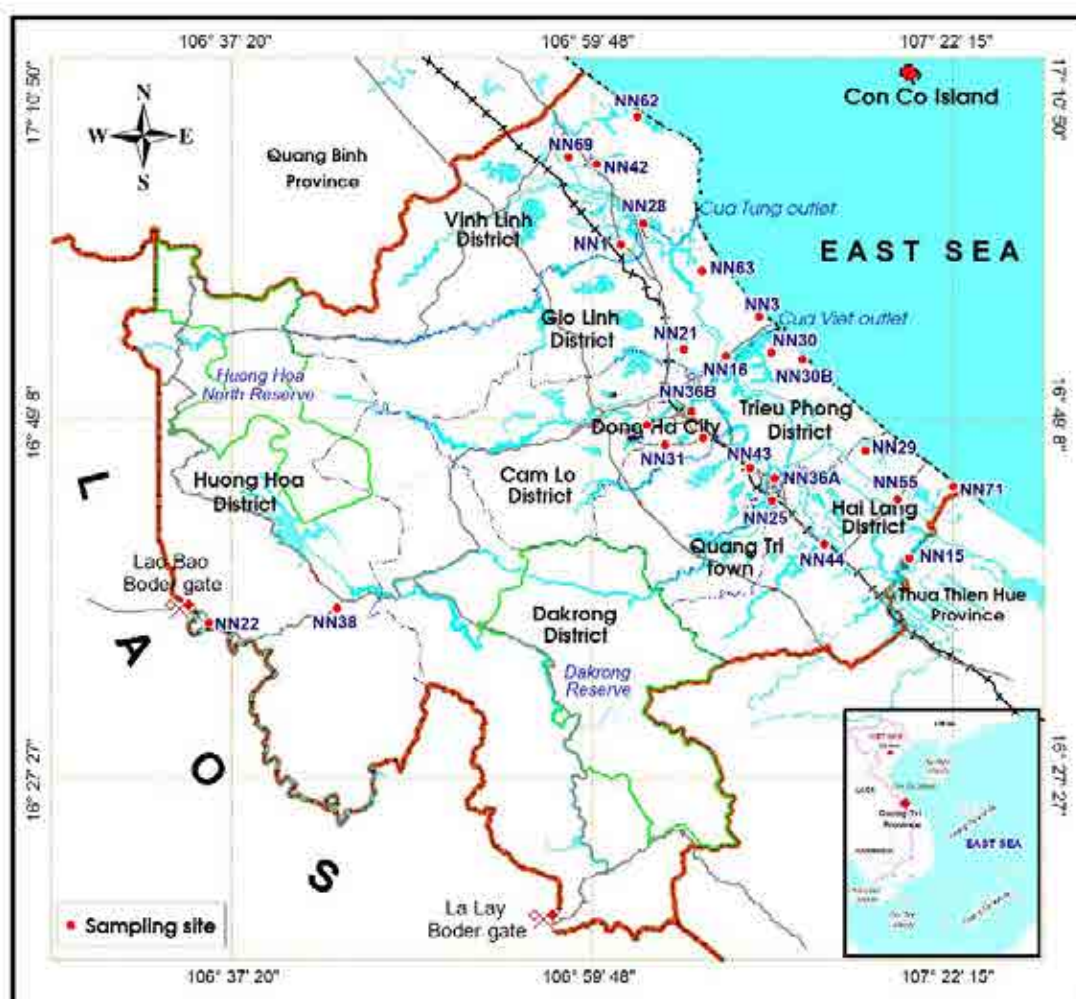 106° 37' 20"
106° 59' 48"
107° 22' 15"
17° 10' 50"
17° 10' 50"
Con Co Island
N
W
E
S
NN62
NN69
NN42
Quang Binh
Province
Vinh Linh
District
NN28
NN1
Cua Tung outlet
EAST SEA
NN63
NN3
Cua Viet outlet
Gio Linh
District
NN21
NN16
NN30
NN30B
Huong Hoa
North Reserve
NN36B
Trieu Phong
District
16° 49' 8"
16° 49' 8"
Dong Ha City
NN31
NN43
NN29
Huong Hoa
District
Cam Lo
District
NN36A
NN55
NN71
NN25
Hai Lang
District
Quang Tri
town
NN44
NN15
L
A
O
S
Lao Bao
Boder gate
NN22
NN38
Thua Thien Hue
Province
Dakrong
District
Dakrong
Reserve
16° 27' 27"
16° 27' 27"
Quang Tri
Province
EAST SEA
La Lay
Boder gate
Sampling site
106° 37' 20"
106° 59' 48"
107° 22' 15"